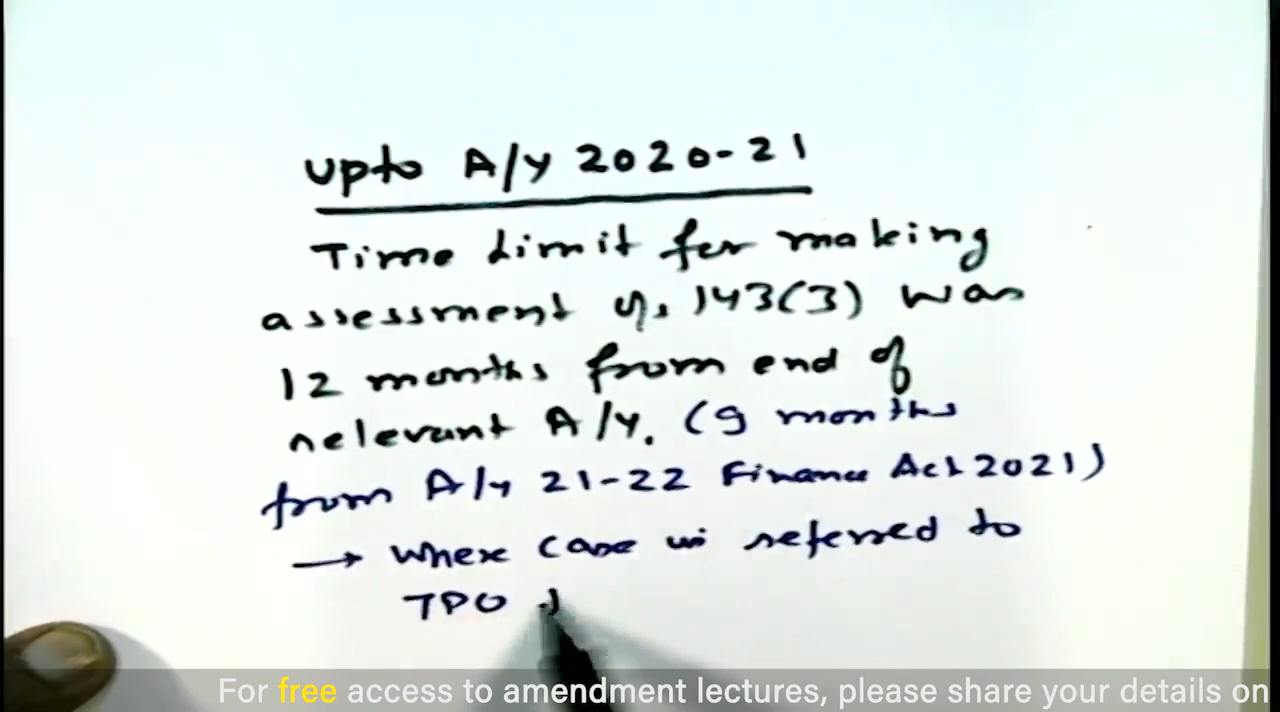 upto A/y 2020-21
Time Limit for making
assessment u/s 143(3) was
12 months from end of
relevant A/y. (9 months
from A/y 21-22 Finance Act 2021)
→ Where Case is referred to
TPO
For free access to amendment lectures, please share your details on